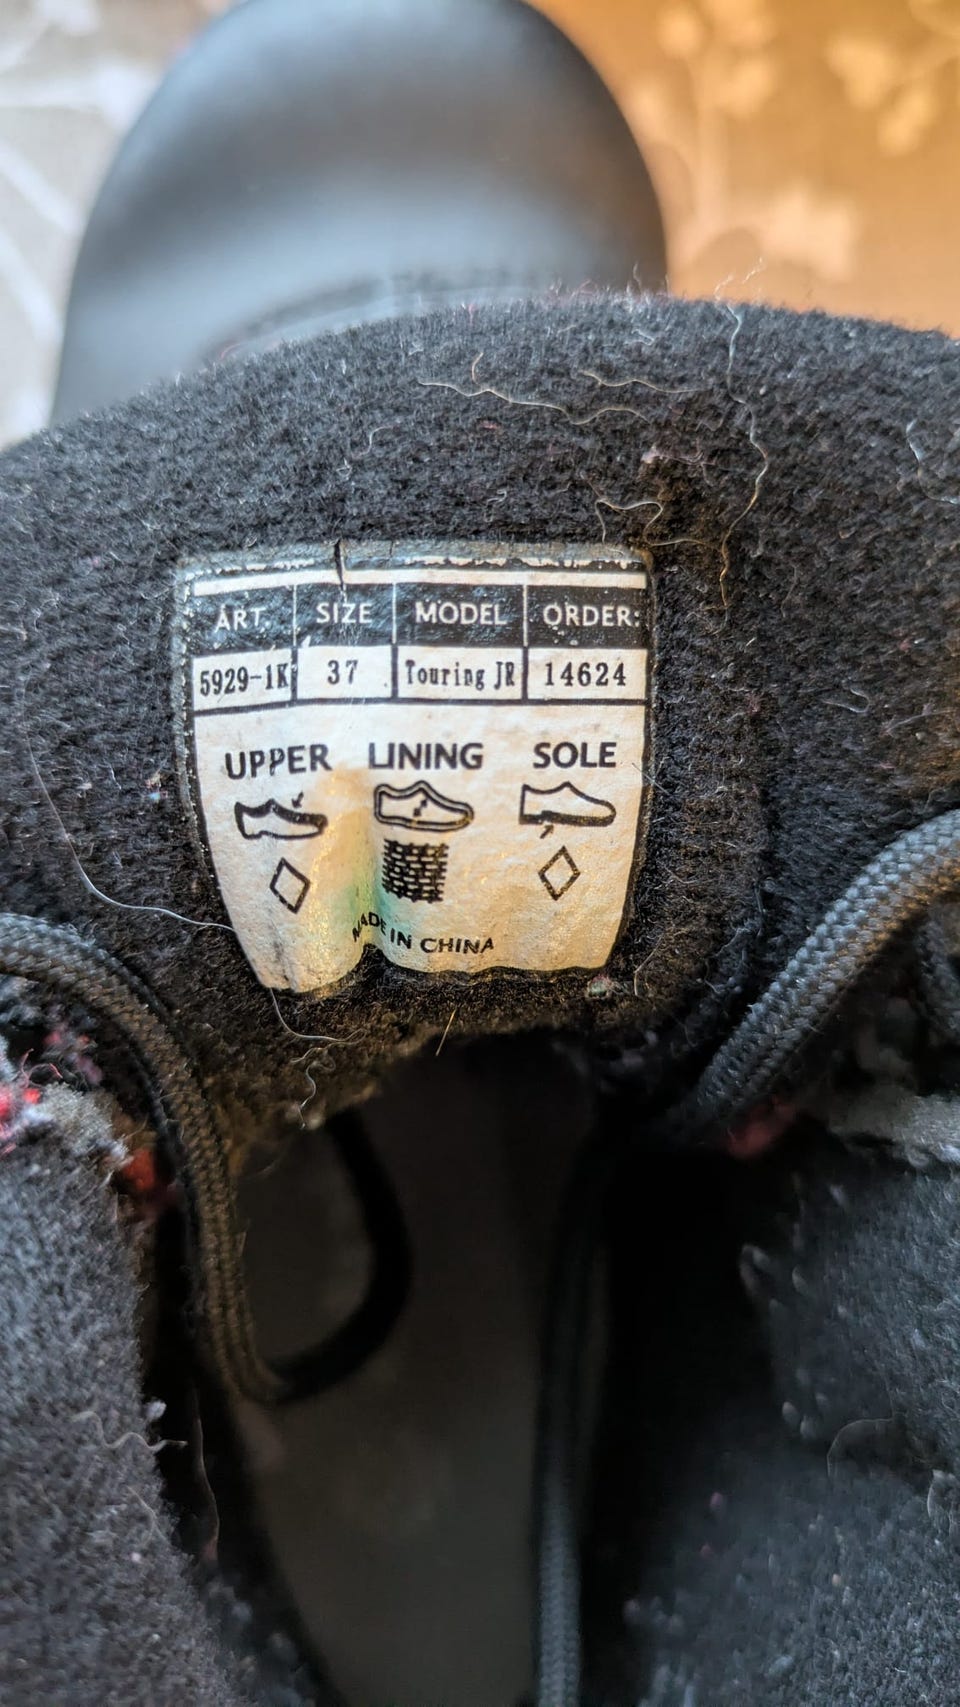 ART. SIZE MODEL ORDER:
5929-1K 37 Touring JR 14624
UPPER LINING SOLE
MADE IN CHINA